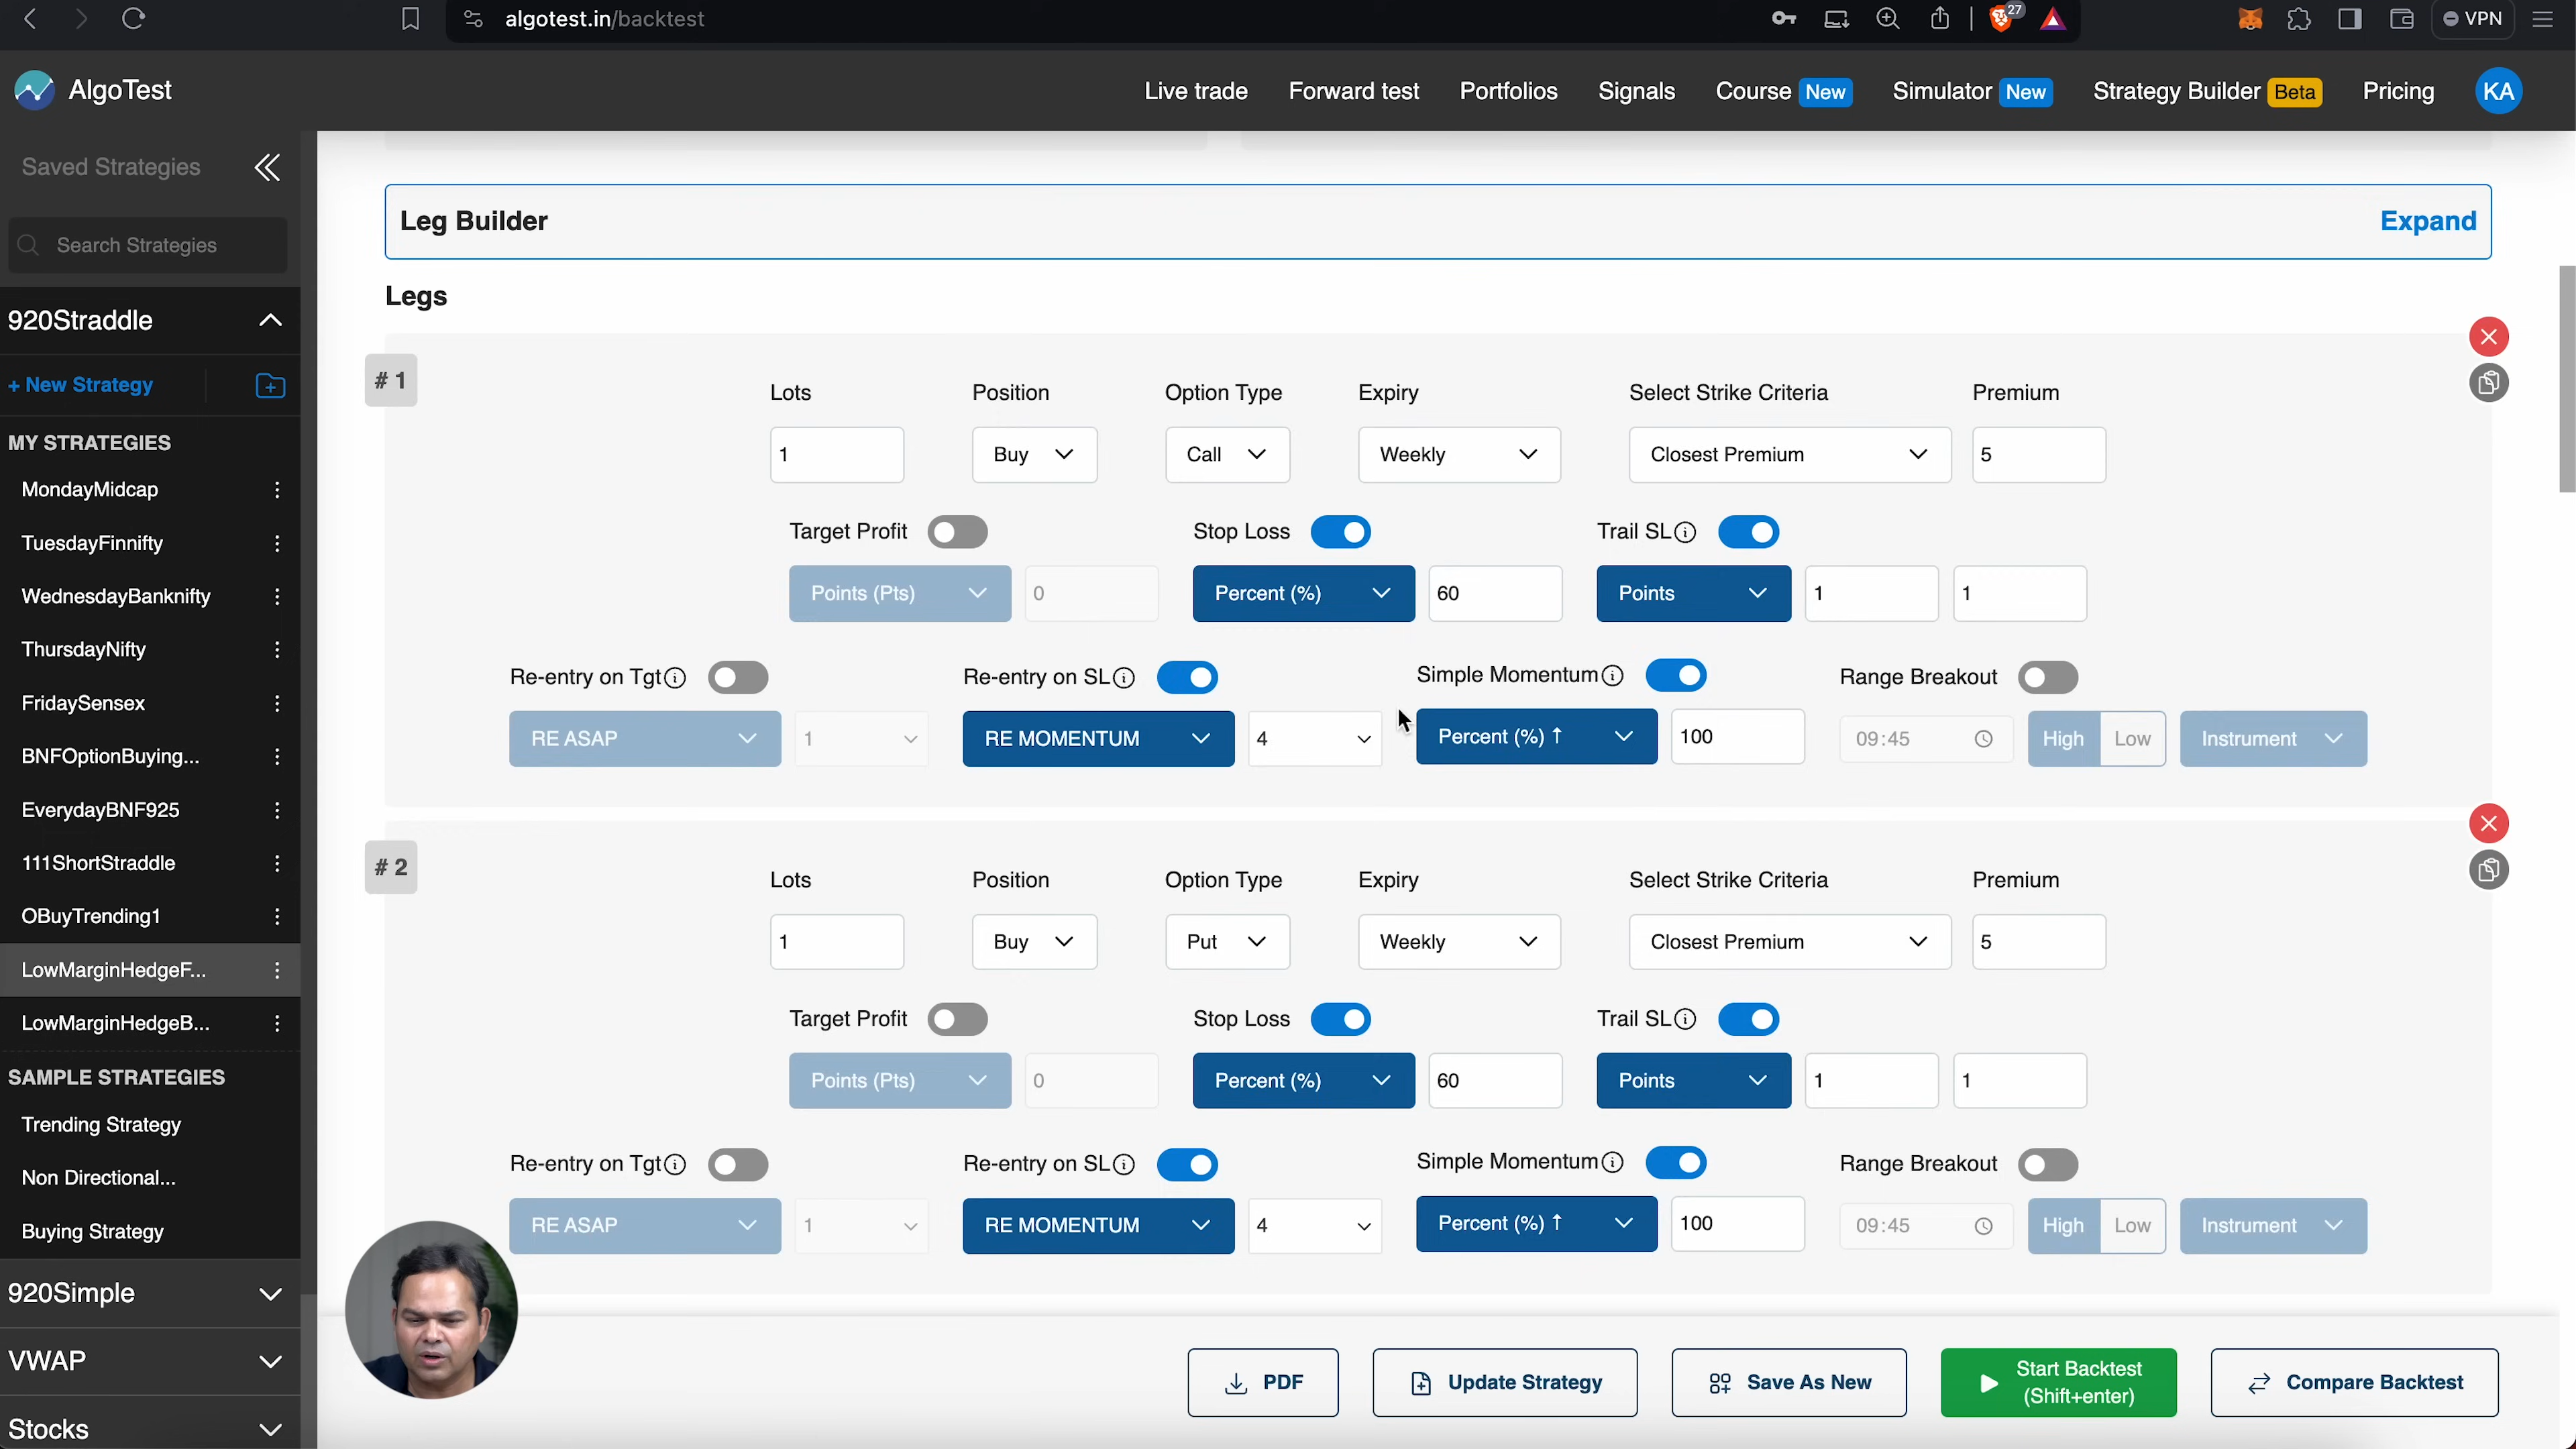 algotest.in/backtest
27
VPN
AlgoTest
Live trade
Forward test
Portfolios
Signals
Course New
Simulator New
Strategy Builder Beta
Pricing
KA
Saved Strategies
Search Strategies
920Straddle
+ New Strategy
MY STRATEGIES
MondayMidcap
TuesdayFinnifty
WednesdayBanknifty
ThursdayNifty
FridaySensex
BNFOptionBuying...
EverydayBNF925
111ShortStraddle
OBuyTrending1
LowMarginHedgeF...
LowMarginHedgeB...
SAMPLE STRATEGIES
Trending Strategy
Non Directional...
Buying Strategy
920Simple
VWAP
Stocks
Leg Builder
Expand
Legs
# 1
Lots Position Option Type Expiry Select Strike Criteria Premium
1 Buy Call Weekly Closest Premium 5
Target Profit Stop Loss Trail SL
Points (Pts) 0 Percent (%) 60 Points 1 1
Re-entry on Tgt Re-entry on SL Simple Momentum Range Breakout
RE ASAP 1 RE MOMENTUM 4 Percent (%) ↑ 100 09:45 High Low Instrument
# 2
Lots Position Option Type Expiry Select Strike Criteria Premium
1 Buy Put Weekly Closest Premium 5
Target Profit Stop Loss Trail SL
Points (Pts) 0 Percent (%) 60 Points 1 1
Re-entry on Tgt Re-entry on SL Simple Momentum Range Breakout
RE ASAP 1 RE MOMENTUM 4 Percent (%) ↑ 100 09:45 High Low Instrument
PDF
Update Strategy
Save As New
Start Backtest
(Shift+enter)
Compare Backtest